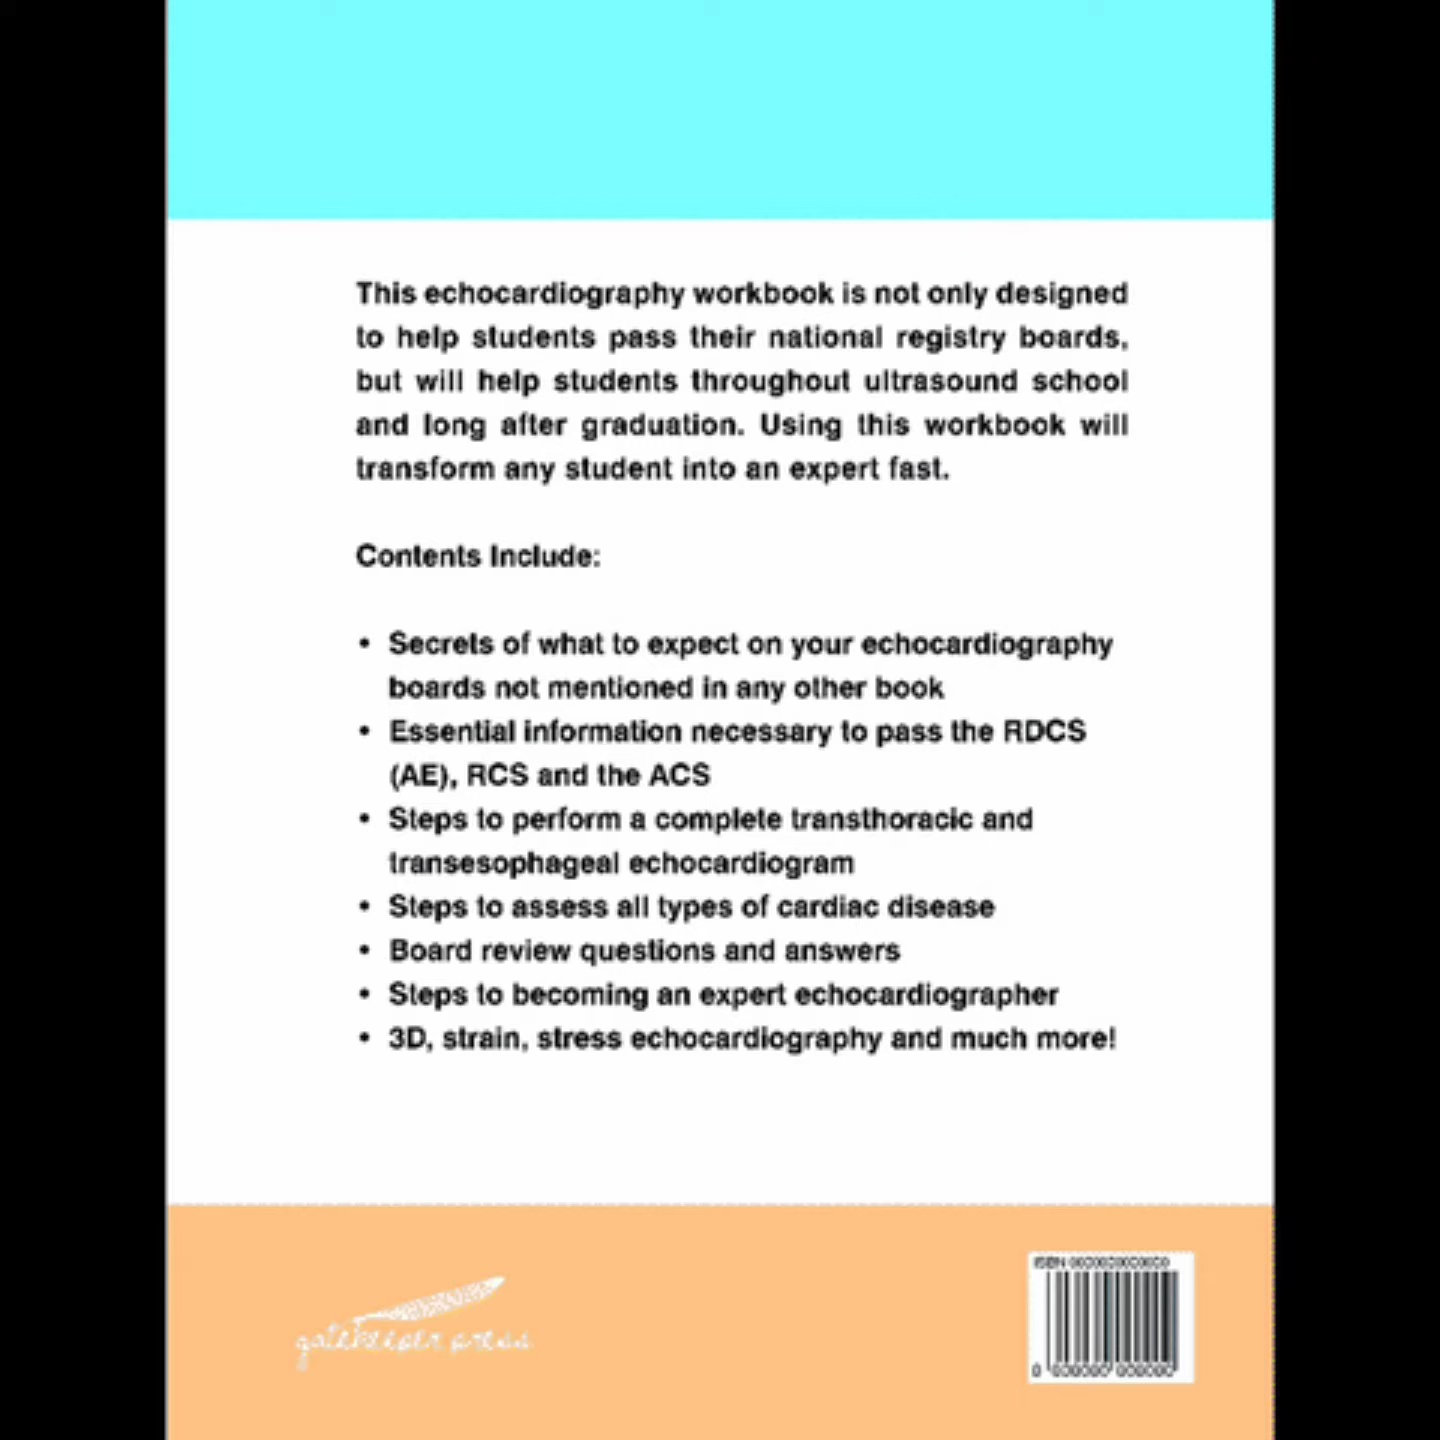 This echocardiography workbook is not only designed
to help students pass their national registry boards,
but will help students throughout ultrasound school
and long after graduation. Using this workbook will
transform any student into an expert fast.
Contents Include:
• Secrets of what to expect on your echocardiography
boards not mentioned in any other book
• Essential information necessary to pass the RDCS
(AE), RCS and the ACS
• Steps to perform a complete transthoracic and
transesophageal echocardiogram
• Steps to assess all types of cardiac disease
• Board review questions and answers
• Steps to becoming an expert echocardiographer
• 3D, strain, stress echocardiography and much more!
gatekeeper press
ISBN